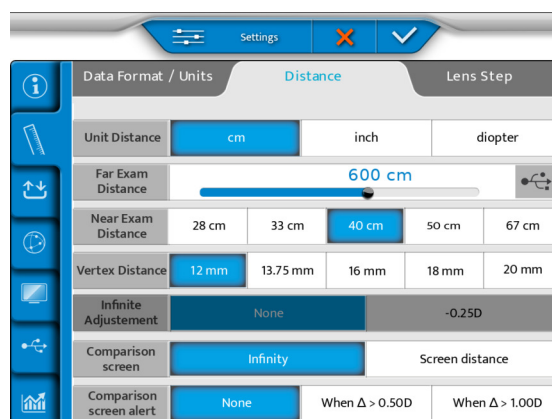 Settings
Data Format / Units Distance Lens Step
Unit Distance cm inch diopter
Far Exam Distance 600 cm
Near Exam Distance 28 cm 33 cm 40 cm 50 cm 67 cm
Vertex Distance 12 mm 13.75 mm 16 mm 18 mm 20 mm
Infinite Adjustement None -0.25D
Comparison screen Infinity Screen distance
Comparison screen alert None When Δ > 0.50D When Δ > 1.00D